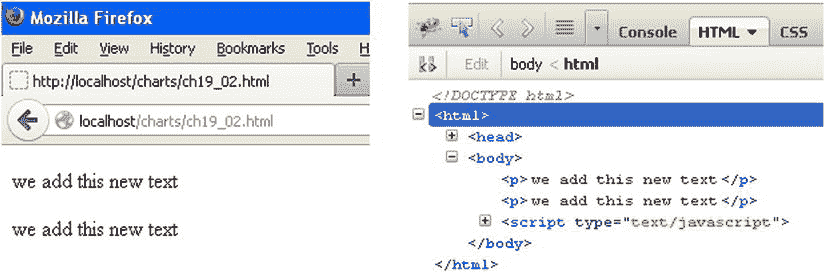 Mozilla Firefox
File Edit View History Bookmarks Tools H
http://localhost/charts/ch19_02.html
localhost/charts/ch19_02.html
we add this new text
we add this new text
Console HTML CSS
Edit body < html
<!DOCTYPE html>
<html>
<head>
<body>
<p>we add this new text</p>
<p>we add this new text</p>
<script type="text/javascript">
</body>
</html>